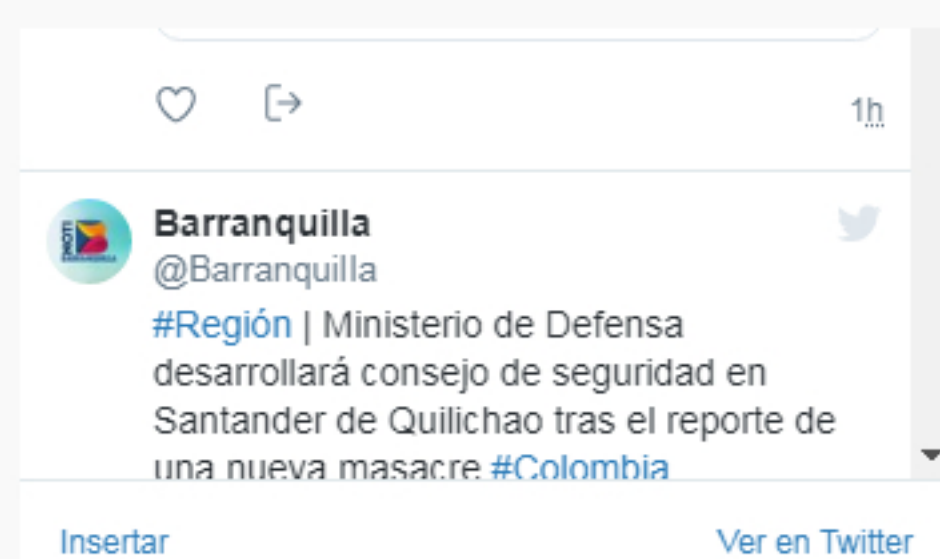 1h
Barranquilla
@Barranquilla
#Región | Ministerio de Defensa
desarrollará consejo de seguridad en
Santander de Quilichao tras el reporte de
una nueva masacre #Colombia
Insertar
Ver en Twitter